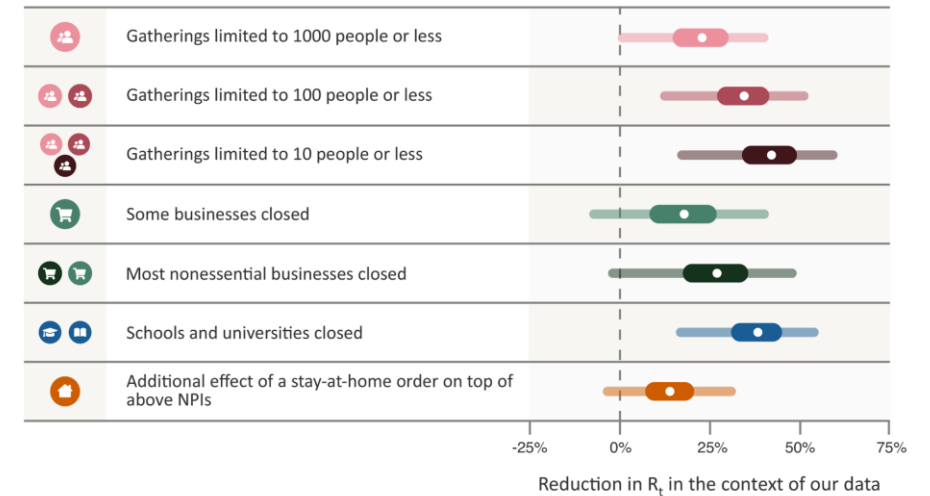 Gatherings limited to 1000 people or less
Gatherings limited to 100 people or less
Gatherings limited to 10 people or less
Some businesses closed
Most nonessential businesses closed
Schools and universities closed
Additional effect of a stay-at-home order on top of
above NPIs
-25% 0% 25% 50% 75%
Reduction in Rt in the context of our data